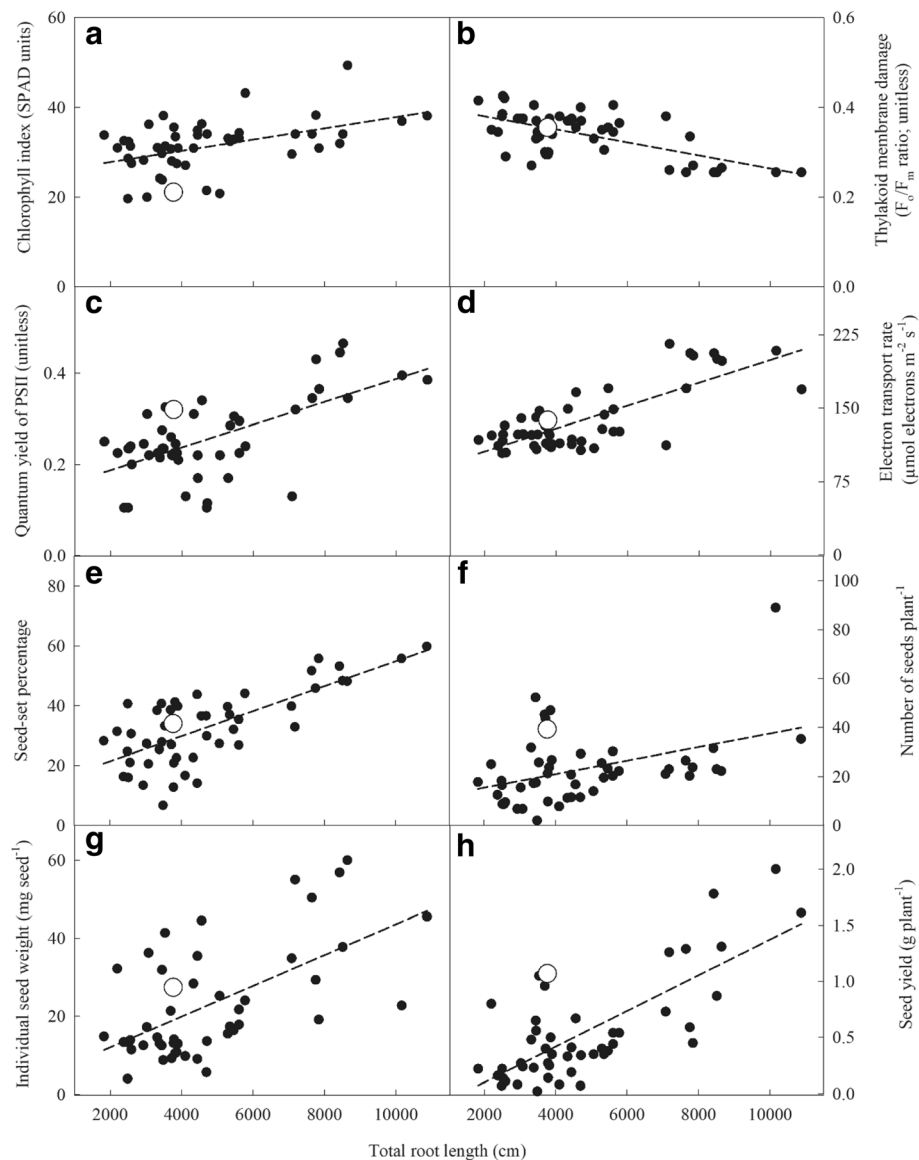 a
b
Chlorophyll index (SPAD units)
60
40
20
0
0.6
0.4
0.2
0.0
Thylakoid membrane damage
(Fo/Fm ratio; unitless)
c
d
Quantum yield of PSII (unitless)
0.4
0.2
0.0
225
150
75
0
Electron transport rate
(μmol electrons m⁻² s⁻¹)
e
f
Seed-set percentage
80
60
40
20
0
100
80
60
40
20
0
Number of seeds plant⁻¹
g
h
Individual seed weight (mg seed⁻¹)
60
40
20
0
2.0
1.5
1.0
0.5
0.0
Seed yield (g plant⁻¹)
2000 4000 6000 8000 10000 2000 4000 6000 8000 10000
Total root length (cm)